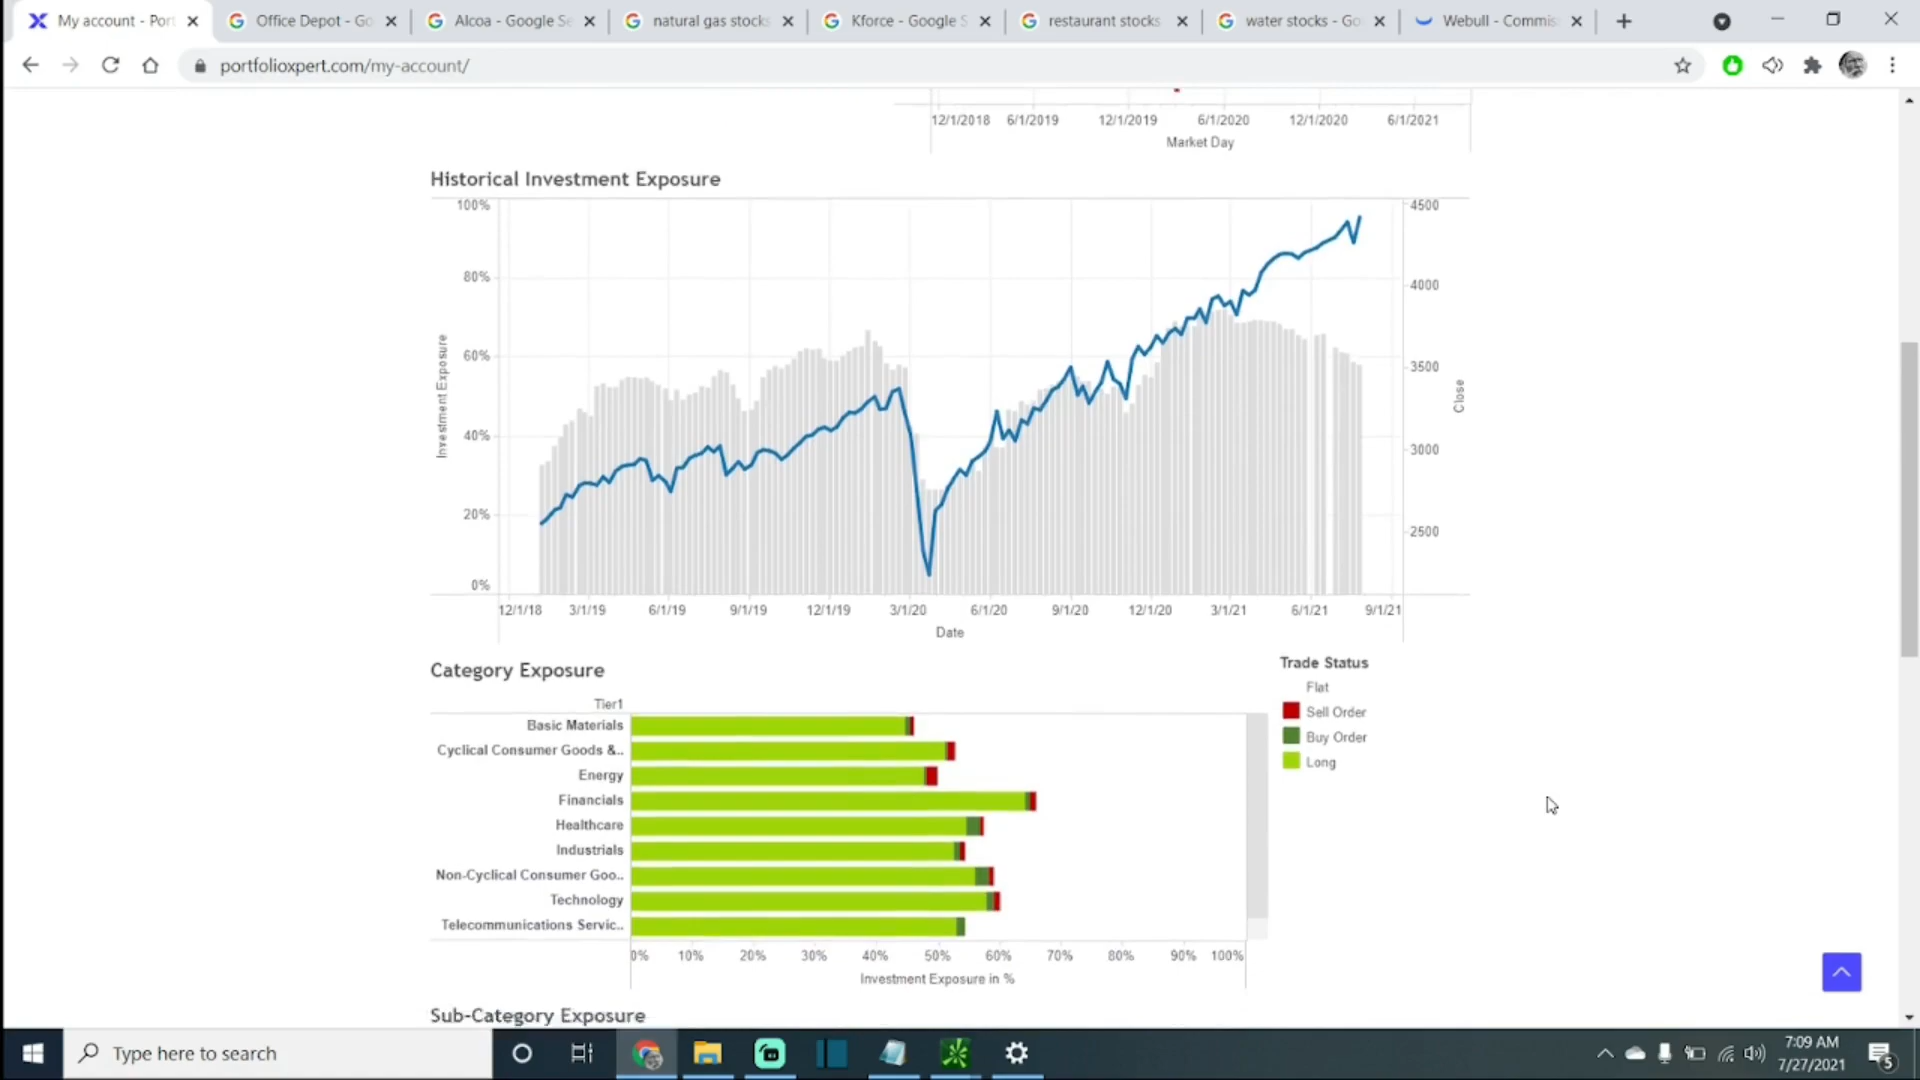 My account - Port
Office Depot - Go
Alcoa - Google Se
natural gas stocks
Kforce - Google S
restaurant stocks
water stocks - Goo
Webull - Commis
portfolioxpert.com/my-account/
12/1/2018 6/1/2019 12/1/2019 6/1/2020 12/1/2020 6/1/2021
Market Day
Historical Investment Exposure
100%
80%
60%
40%
20%
0%
Investment Exposure
4500
4000
3500
3000
2500
Close
12/1/18 3/1/19 6/1/19 9/1/19 12/1/19 3/1/20 6/1/20 9/1/20 12/1/20 3/1/21 6/1/21 9/1/21
Date
Category Exposure
Tier1
Basic Materials
Cyclical Consumer Goods &..
Energy
Financials
Healthcare
Industrials
Non-Cyclical Consumer Goo..
Technology
Telecommunications Servic..
0% 10% 20% 30% 40% 50% 60% 70% 80% 90% 100%
Investment Exposure in %
Trade Status
Flat
Sell Order
Buy Order
Long
Sub-Category Exposure
Type here to search
7:09 AM
7/27/2021
5